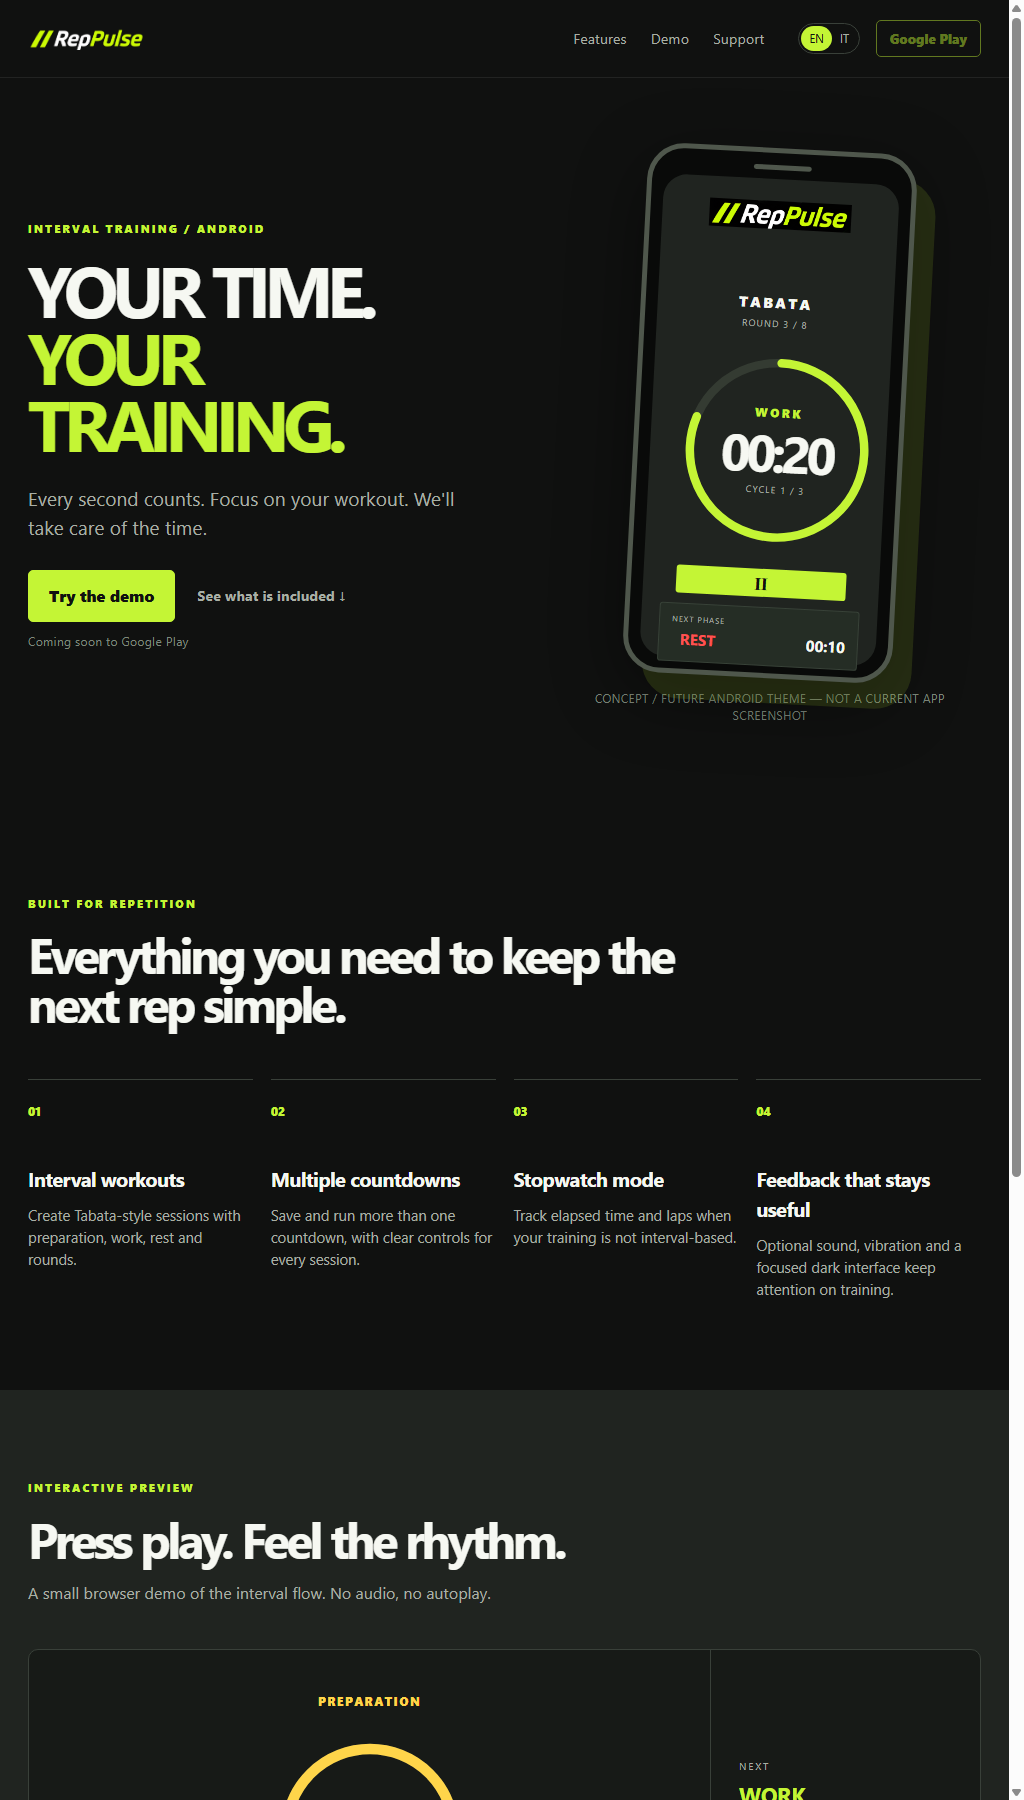 //RepPulse
Features
Demo
Support
EN
IT
Google Play
INTERVAL TRAINING / ANDROID
YOUR TIME.
YOUR
TRAINING.
Every second counts. Focus on your workout. We'll
take care of the time.
Try the demo
See what is included ↓
Coming soon to Google Play
//RepPulse
TABATA
ROUND 3 / 8
WORK
00:20
CYCLE 1 / 3
II
NEXT PHASE
REST
00:10
CONCEPT / FUTURE ANDROID THEME — NOT A CURRENT APP
SCREENSHOT
BUILT FOR REPETITION
Everything you need to keep the
next rep simple.
01
Interval workouts
Create Tabata-style sessions with
preparation, work, rest and
rounds.
02
Multiple countdowns
Save and run more than one
countdown, with clear controls for
every session.
03
Stopwatch mode
Track elapsed time and laps when
your training is not interval-based.
04
Feedback that stays
useful
Optional sound, vibration and a
focused dark interface keep
attention on training.
INTERACTIVE PREVIEW
Press play. Feel the rhythm.
A small browser demo of the interval flow. No audio, no autoplay.
PREPARATION
NEXT
WORK